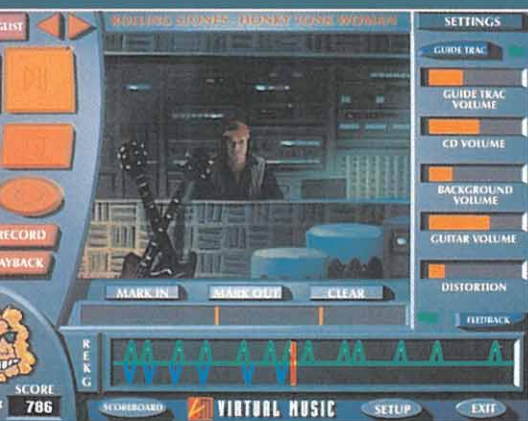 ROLLING STONES - HONKY TONK WOMAN
SETTINGS
GUIDE TRAC
GUIDE TRAC
VOLUME
CD VOLUME
BACKGROUND
VOLUME
GUITAR VOLUME
DISTORTION
FEEDBACK
RECORD
MARK IN
MARK OUT
CLEAR
REKG
SCORE
786
SCOREBOARD
VIRTUAL MUSIC
SETUP
EXIT